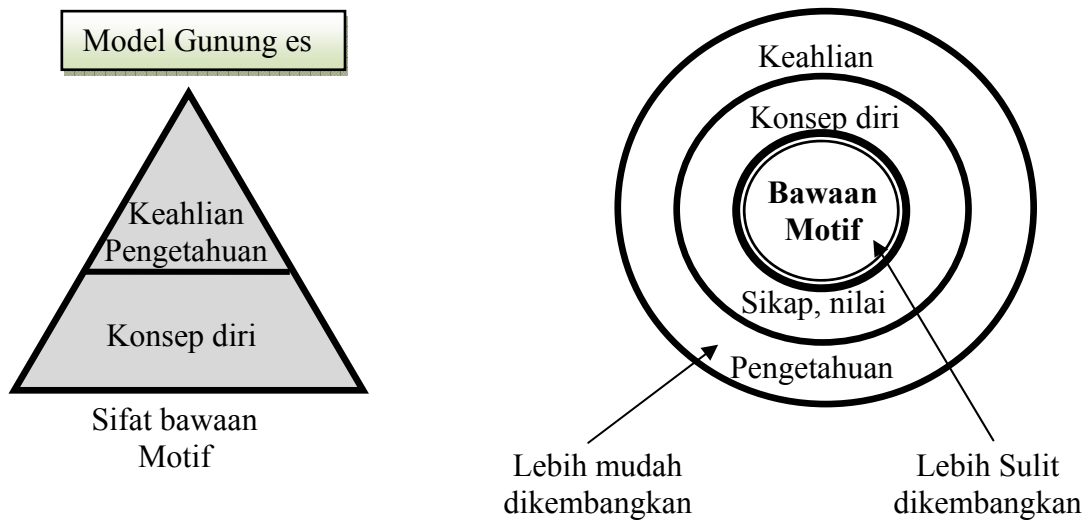 Model Gunung es
Keahlian
Pengetahuan
Konsep diri
Sifat bawaan
Motif
Keahlian
Konsep diri
Bawaan
Motif
Sikap, nilai
Pengetahuan
Lebih mudah
dikembangkan
Lebih Sulit
dikembangkan